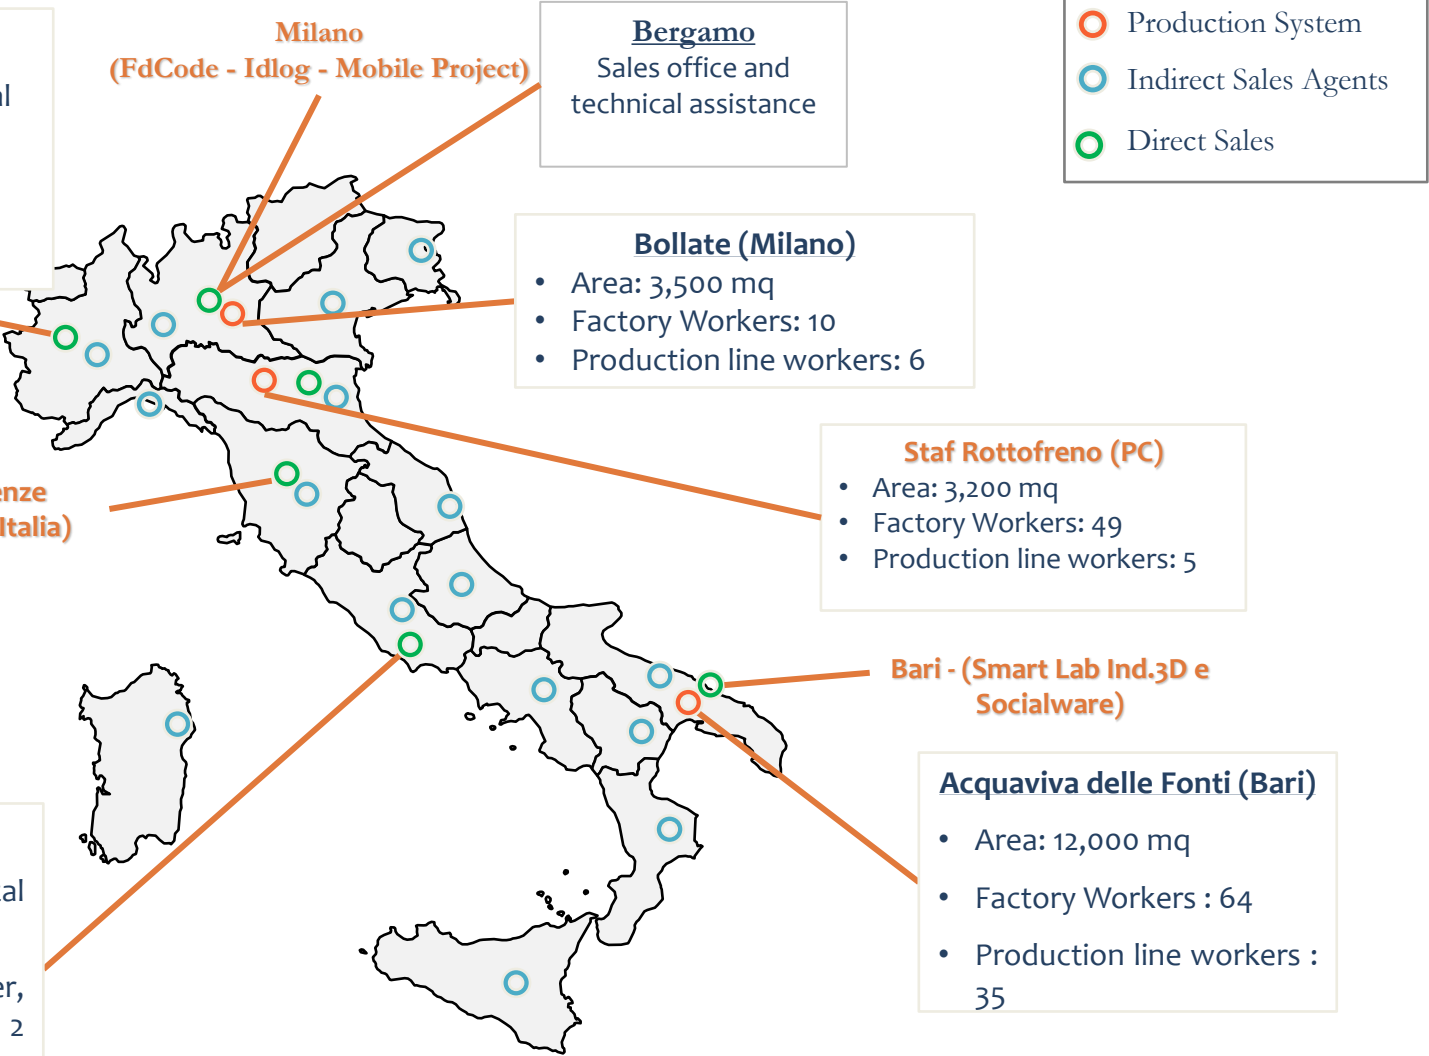 Milano
(FdCode - Idlog - Mobile Project)
Bergamo
Sales office and
technical assistance
Production System
Indirect Sales Agents
Direct Sales
Bollate (Milano)
• Area: 3,500 mq
• Factory Workers: 10
• Production line workers: 6
Staf Rottofreno (PC)
• Area: 3,200 mq
• Factory Workers: 49
• Production line workers: 5
Italia)
Bari - (Smart Lab Ind.3D e
Socialware)
Acquaviva delle Fonti (Bari)
• Area: 12,000 mq
• Factory Workers : 64
• Production line workers :
35
2